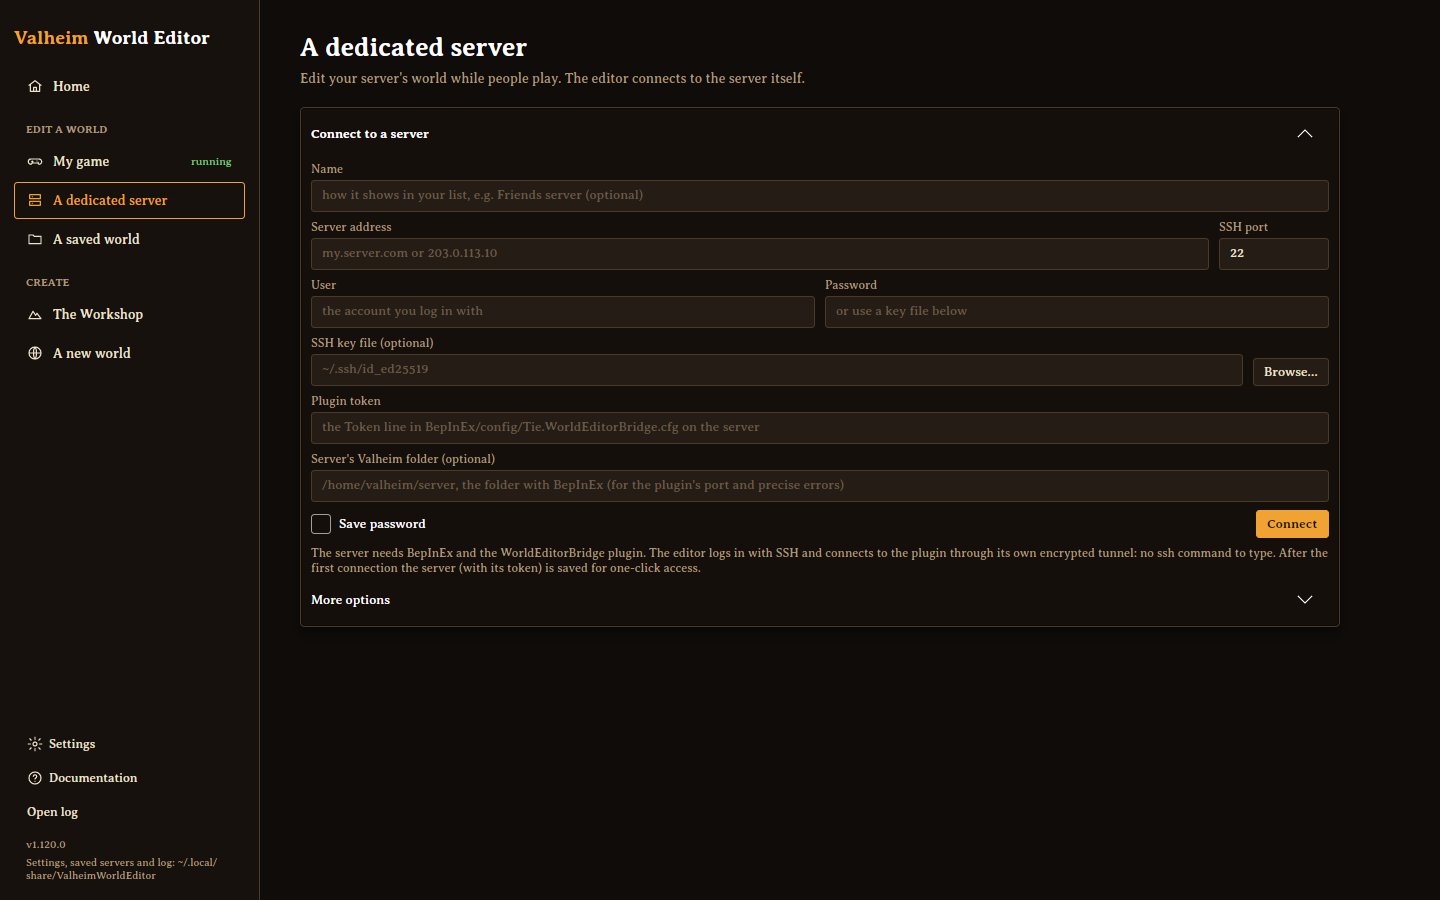 Valheim World Editor
Home
EDIT A WORLD
My game running
A dedicated server
A saved world
CREATE
The Workshop
A new world
Settings
Documentation
Open log
v1.120.0
Settings, saved servers and log: ~/.local/
share/ValheimWorldEditor
A dedicated server
Edit your server's world while people play. The editor connects to the server itself.
Connect to a server
Name
how it shows in your list, e.g. Friends server (optional)
Server address SSH port
my.server.com or 203.0.113.10 22
User Password
the account you log in with or use a key file below
SSH key file (optional)
~/.ssh/id_ed25519 Browse...
Plugin token
the Token line in BepInEx/config/Tie.WorldEditorBridge.cfg on the server
Server's Valheim folder (optional)
/home/valheim/server, the folder with BepInEx (for the plugin's port and precise errors)
Save password Connect
The server needs BepInEx and the WorldEditorBridge plugin. The editor logs in with SSH and connects to the plugin through its own encrypted tunnel: no ssh command to type. After the
first connection the server (with its token) is saved for one-click access.
More options